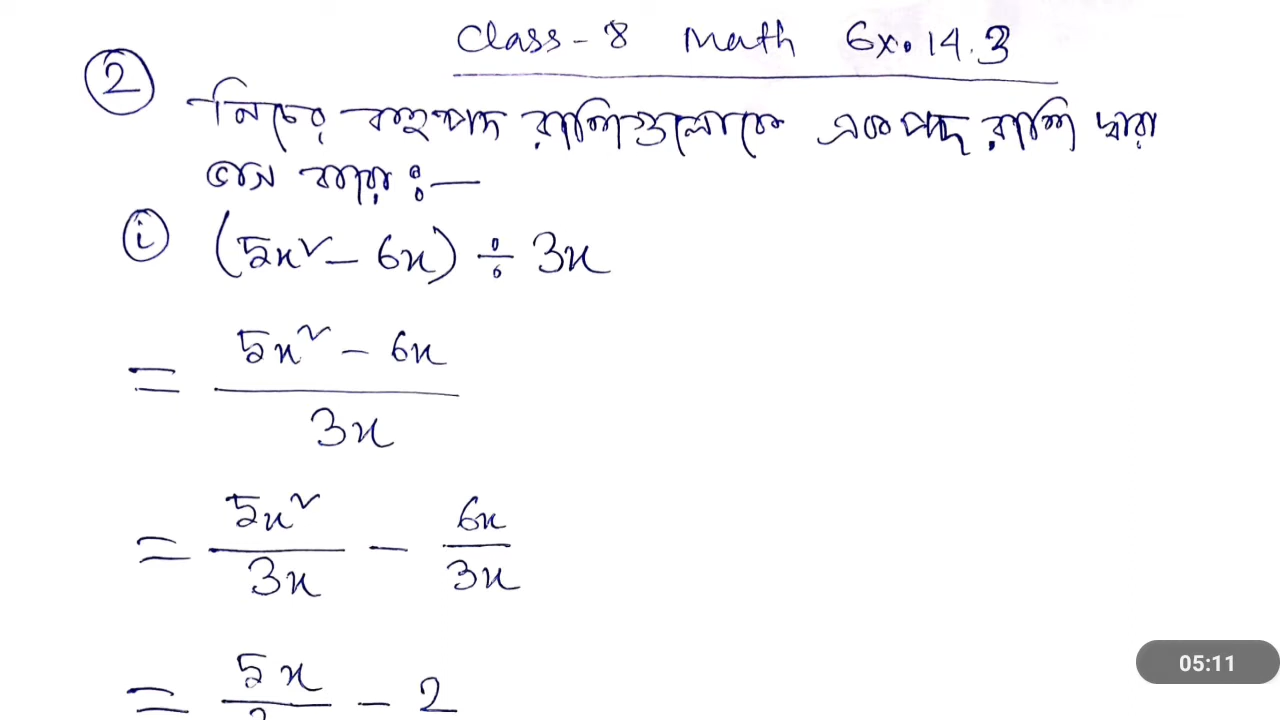 Class - 8 Math Ex. 14.3
② নিচের বহুপদ রাশিগুলোকে একপদ রাশি দ্বারা
ভাগ করো :—
ⓘ (5x² - 6x) ÷ 3x
= 5x² - 6x / 3x
= 5x² / 3x - 6x / 3x
= 5x / 3 - 2
05:11